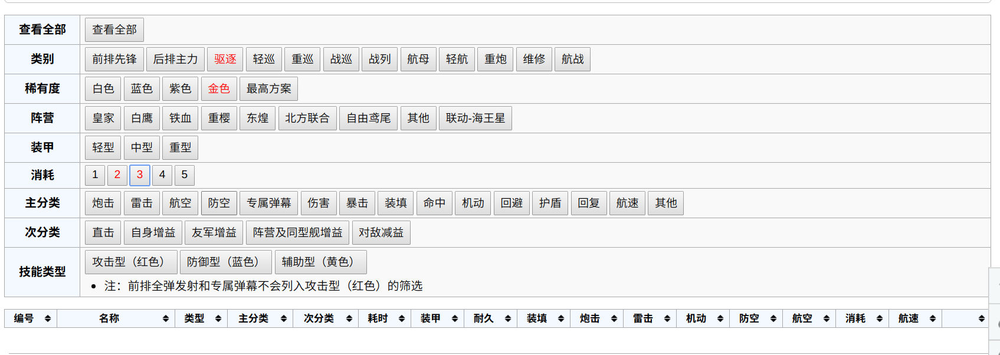 查看全部 查看全部
类别 前排先锋 后排主力 驱逐 轻巡 重巡 战巡 战列 航母 轻航 重炮 维修 航战
稀有度 白色 蓝色 紫色 金色 最高方案
阵营 皇家 白鹰 铁血 重樱 东煌 北方联合 自由鸢尾 其他 联动-海王星
装甲 轻型 中型 重型
消耗 1 2 3 4 5
主分类 炮击 雷击 航空 防空 专属弹幕 伤害 暴击 装填 命中 机动 回避 护盾 回复 航速 其他
次分类 直击 自身增益 友军增益 阵营及同型舰增益 对敌减益
技能类型 攻击型（红色） 防御型（蓝色） 辅助型（黄色）
• 注：前排全弹发射和专属弹幕不会列入攻击型（红色）的筛选
编号 名称 类型 主分类 次分类 耗时 装甲 耐久 装填 炮击 雷击 机动 防空 航空 消耗 航速